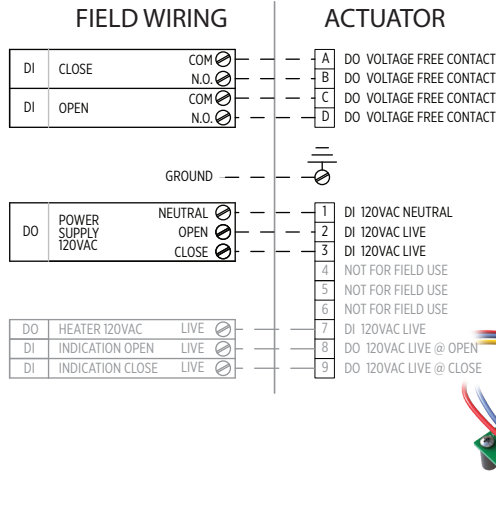 FIELD WIRING ACTUATOR
DI CLOSE COM A DO VOLTAGE FREE CONTACT
N.O. B DO VOLTAGE FREE CONTACT
DI OPEN COM C DO VOLTAGE FREE CONTACT
N.O. D DO VOLTAGE FREE CONTACT
GROUND
DO POWER SUPPLY 120VAC NEUTRAL 1 DI 120VAC NEUTRAL
OPEN 2 DI 120VAC LIVE
CLOSE 3 DI 120VAC LIVE
4 NOT FOR FIELD USE
5 NOT FOR FIELD USE
6 NOT FOR FIELD USE
DO HEATER 120VAC LIVE 7 DI 120VAC LIVE
DI INDICATION OPEN LIVE 8 DO 120VAC LIVE @ OPEN
DI INDICATION CLOSE LIVE 9 DO 120VAC LIVE @ CLOSE